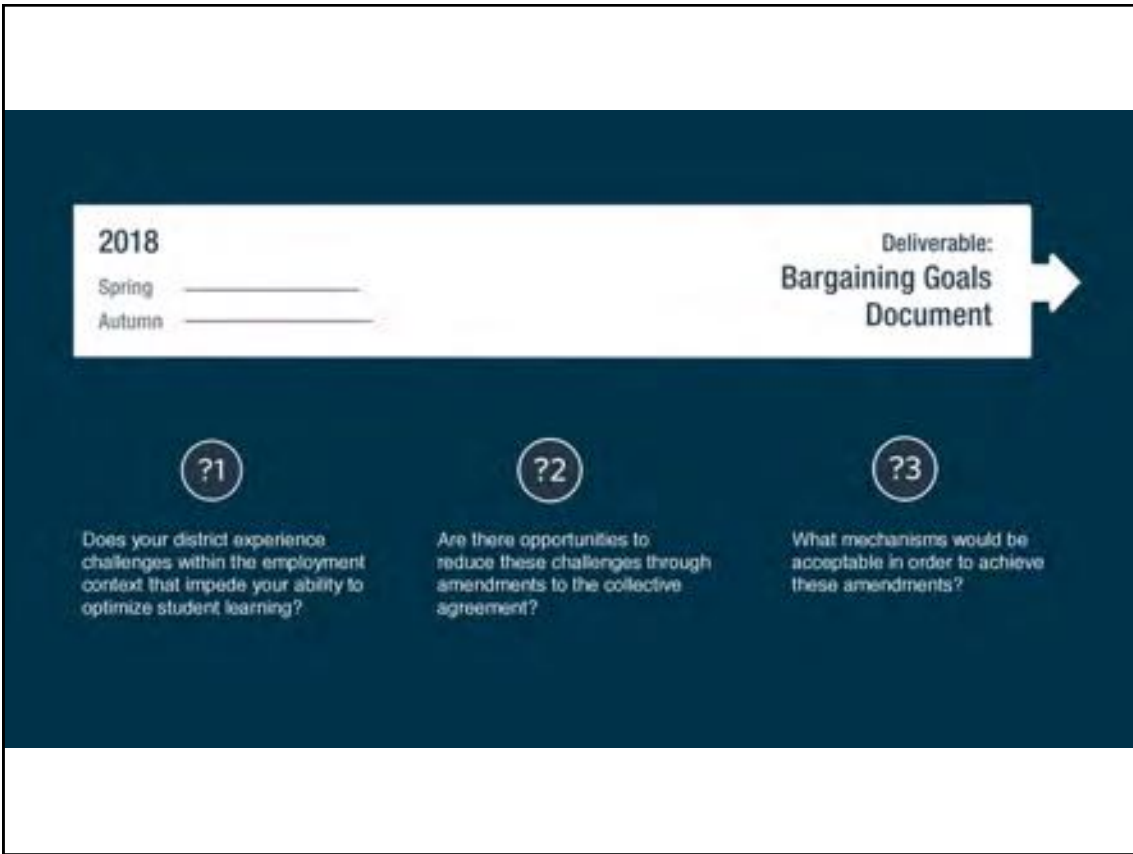 2018
Spring
Autumn
Deliverable:
Bargaining Goals
Document
?1
Does your district experience
challenges within the employment
context that impede your ability to
optimize student learning?
?2
Are there opportunities to
reduce these challenges through
amendments to the collective
agreement?
?3
What mechanisms would be
acceptable in order to achieve
these amendments?